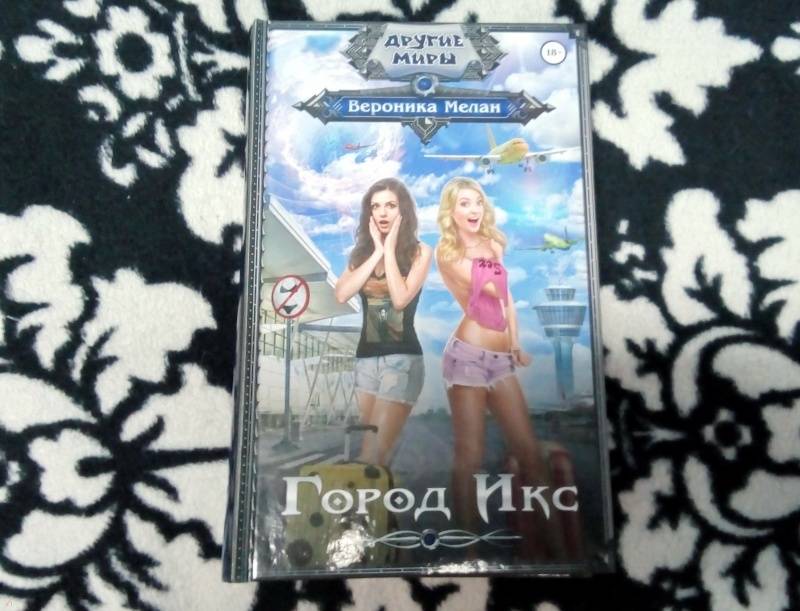 ДРУГИЕ
МИРЫ
18+
Вероника Мелан
Город Икс